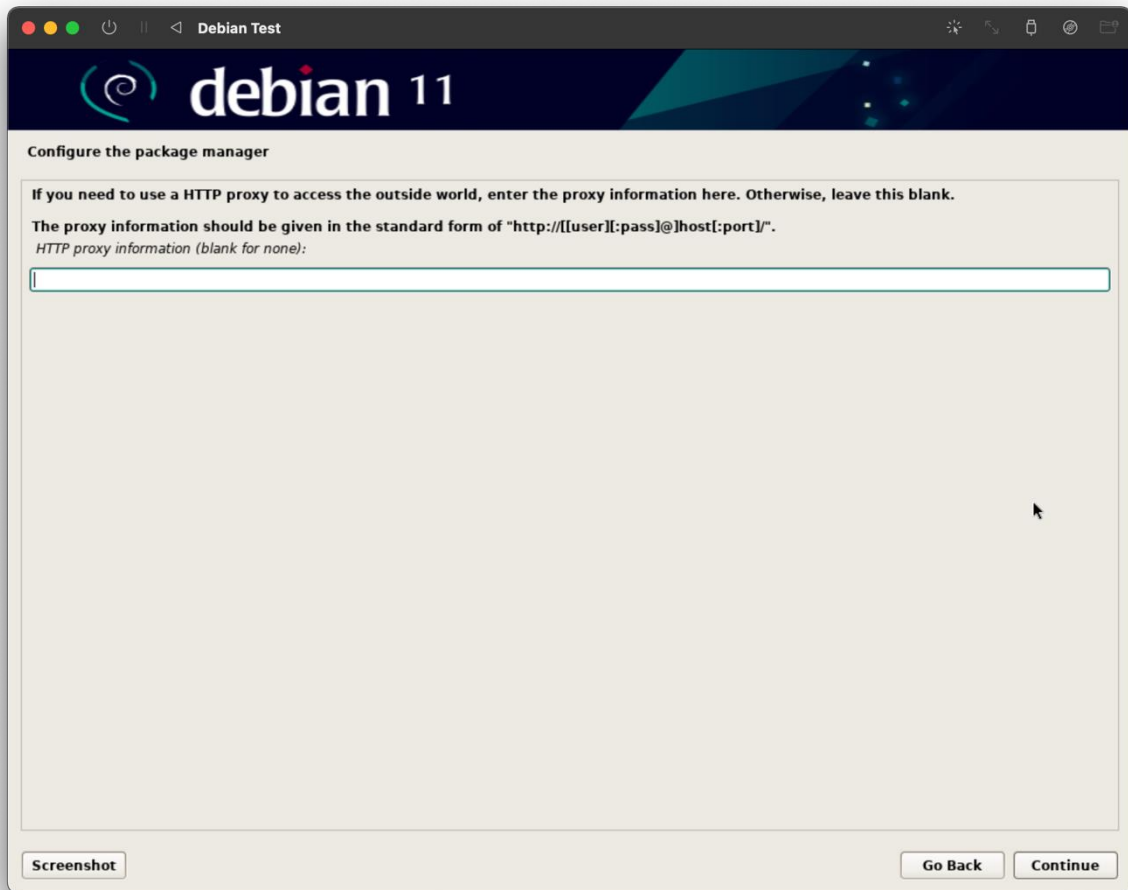 Debian Test
debian 11
Configure the package manager
If you need to use a HTTP proxy to access the outside world, enter the proxy information here. Otherwise, leave this blank.
The proxy information should be given in the standard form of "http://[[user][:pass]@]host[:port]/".
HTTP proxy information (blank for none):
Screenshot
Go Back
Continue